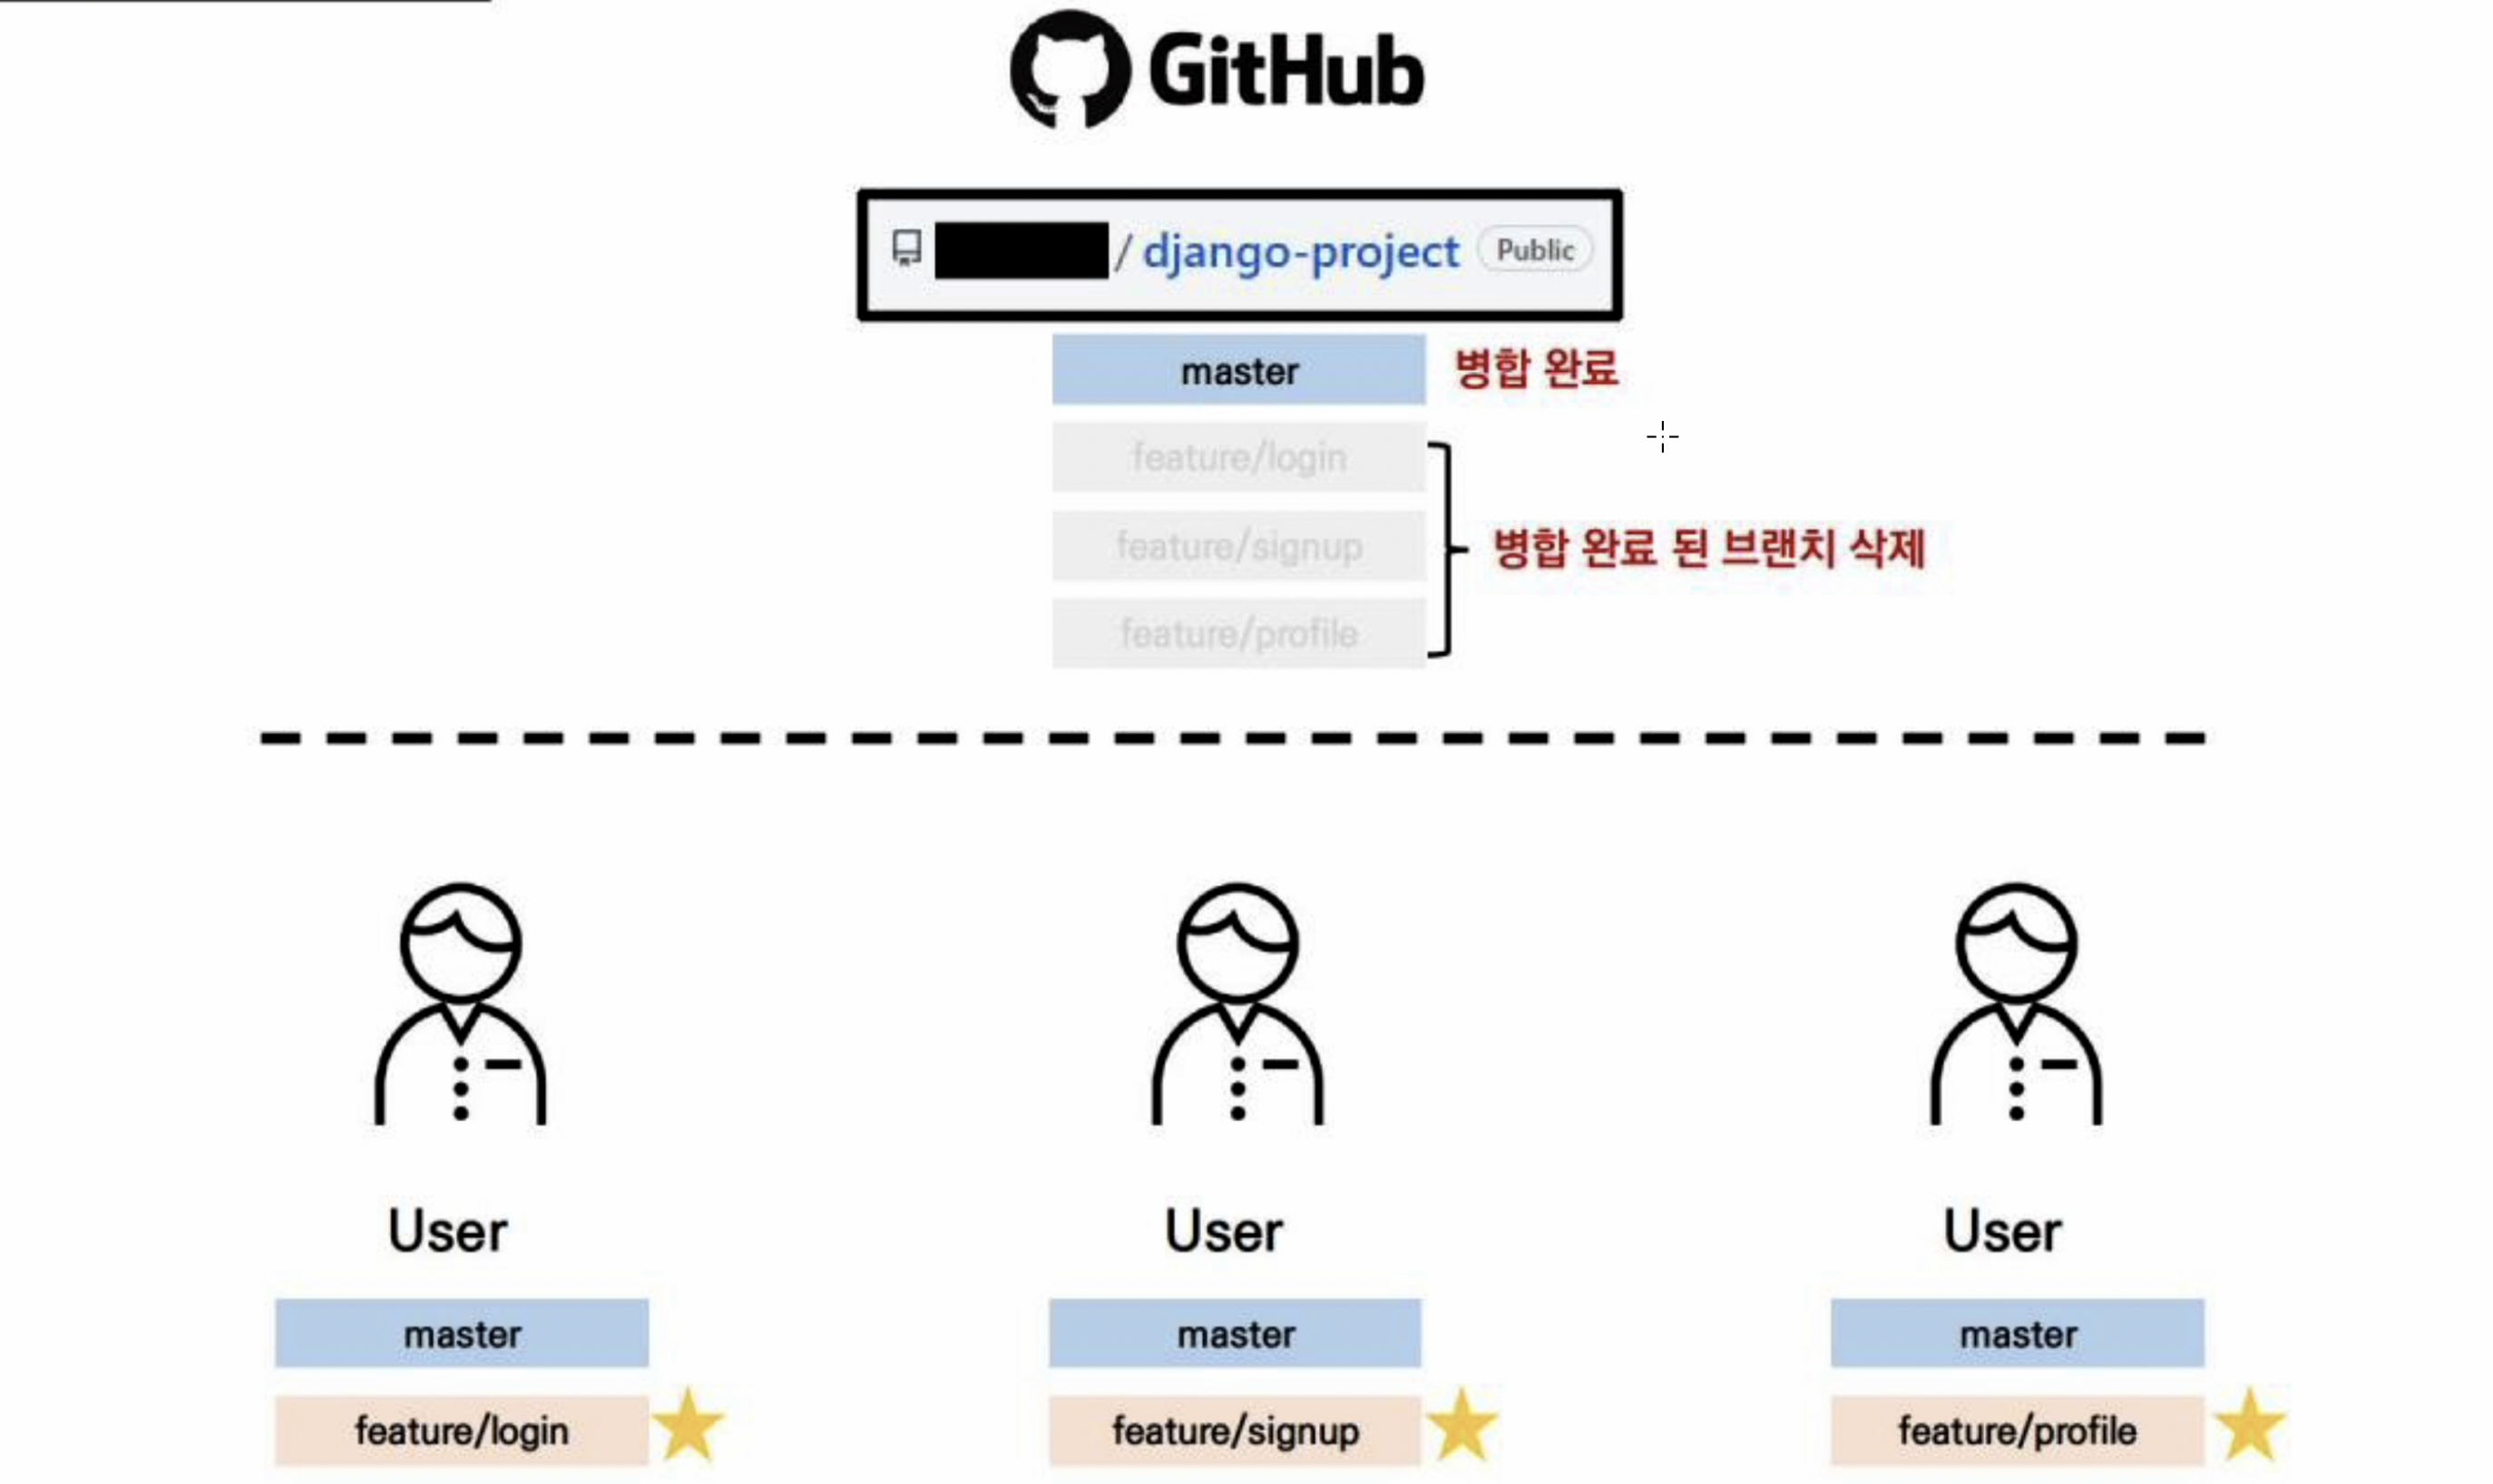 GitHub
/ django-project Public
master 병합 완료
feature/login
feature/signup 병합 완료 된 브랜치 삭제
feature/profile
User User User
master master master
feature/login feature/signup feature/profile